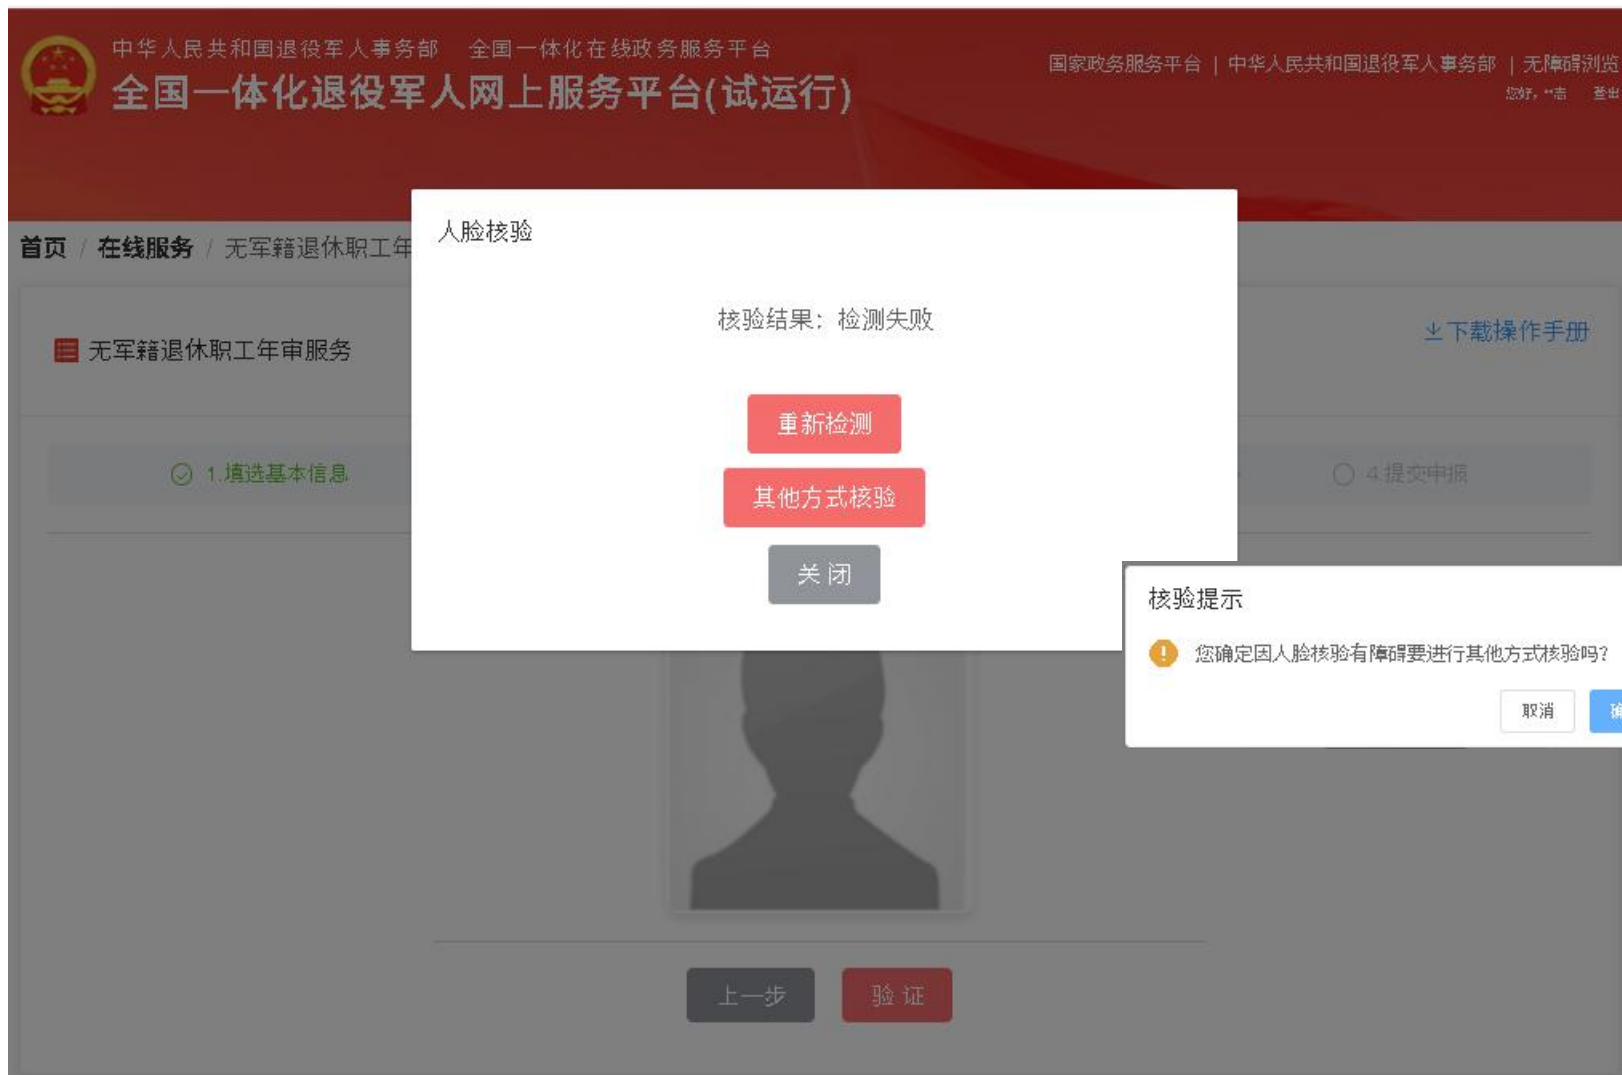 中华人民共和国退役军人事务部 全国一体化在线政务服务平台
全国一体化退役军人网上服务平台(试运行)
国家政务服务平台 | 中华人民共和国退役军人事务部 | 无障碍浏览
您好，**志 登出
首页 / 在线服务 / 无军籍退休职工年
人脸核验
核验结果：检测失败
无军籍退休职工年审服务
下载操作手册
重新检测
1.填选基本信息
4.提交申报
其他方式核验
关 闭
核验提示
您确定因人脸核验有障碍要进行其他方式核验吗?
取消
上一步
验 证